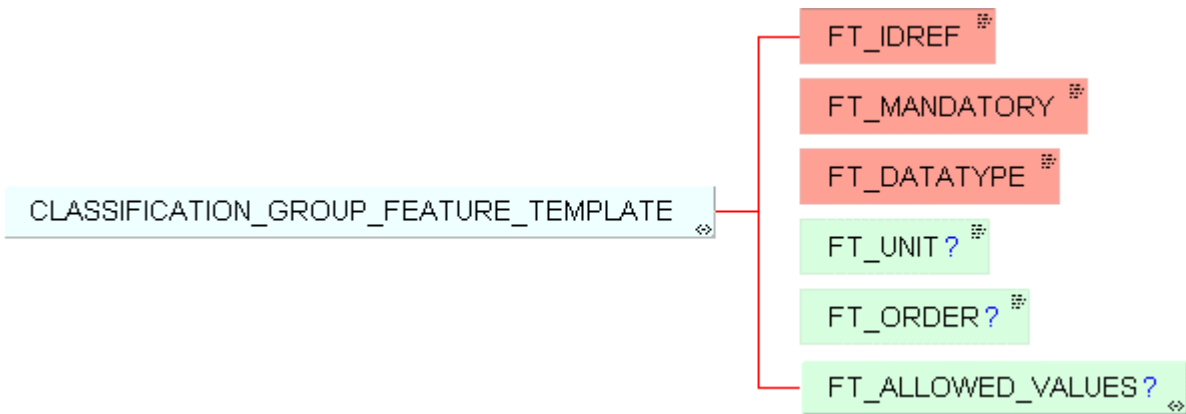 FT_IDREF
FT_MANDATORY
FT_DATATYPE
CLASSIFICATION_GROUP_FEATURE_TEMPLATE
FT_UNIT?
FT_ORDER?
FT_ALLOWED_VALUES?